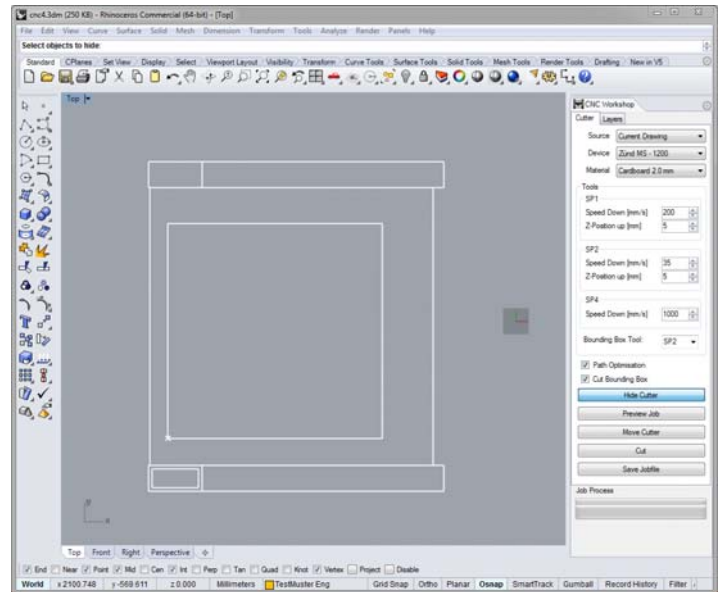 cnc4.3dm (250 KB) - Rhinoceros Commercial (64-bit) - [Top]
File Edit View Curve Surface Solid Mesh Dimension Transform Tools Analyze Render Panels Help
Select objects to hide:
Standard CPlanes Set View Display Select Viewport Layout Visibility Transform Curve Tools Surface Tools Solid Tools Mesh Tools Render Tools Drafting New in V5
Top
y
x
CNC Workshop
Cutter Layers
Source Current Drawing
Device Zünd MS - 1200
Material Cardboard 2.0 mm
Tools
SP1
Speed Down [mm/s] 200
Z-Position up [mm] 5
SP2
Speed Down [mm/s] 35
Z-Position up [mm] 5
SP4
Speed Down [mm/s] 1000
Bounding Box Tool: SP2
Path Optimisation
Cut Bounding Box
Hide Cutter
Preview Job
Move Cutter
Cut
Save Jobfile
Job Process
Top Front Right Perspective
End Near Point Mid Cen Int Perp Tan Quad Knot Vertex Project Disable
World x 2100.748 y -569.611 z 0.000 Millimeters TestMuster Eng Grid Snap Ortho Planar Osnap SmartTrack Gumball Record History Filter